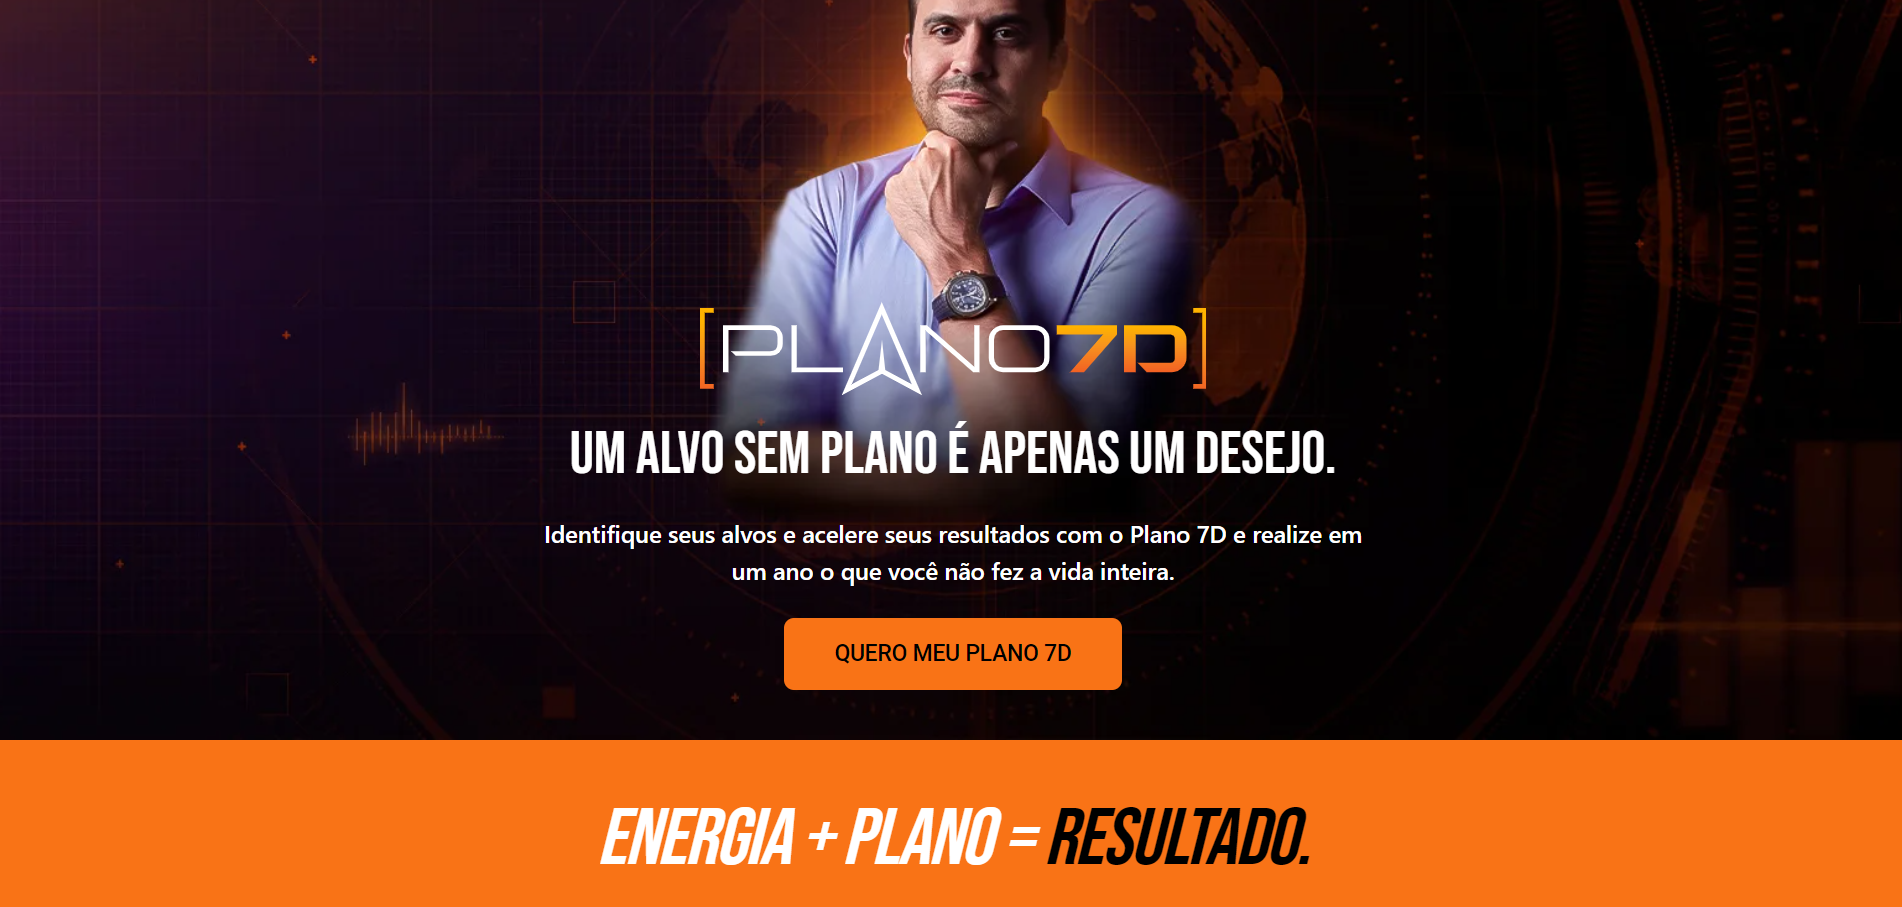 [PLANO7D]
UM ALVO SEM PLANO É APENAS UM DESEJO.
Identifique seus alvos e acelere seus resultados com o Plano 7D e realize em
um ano o que você não fez a vida inteira.
QUERO MEU PLANO 7D
ENERGIA + PLANO = RESULTADO.